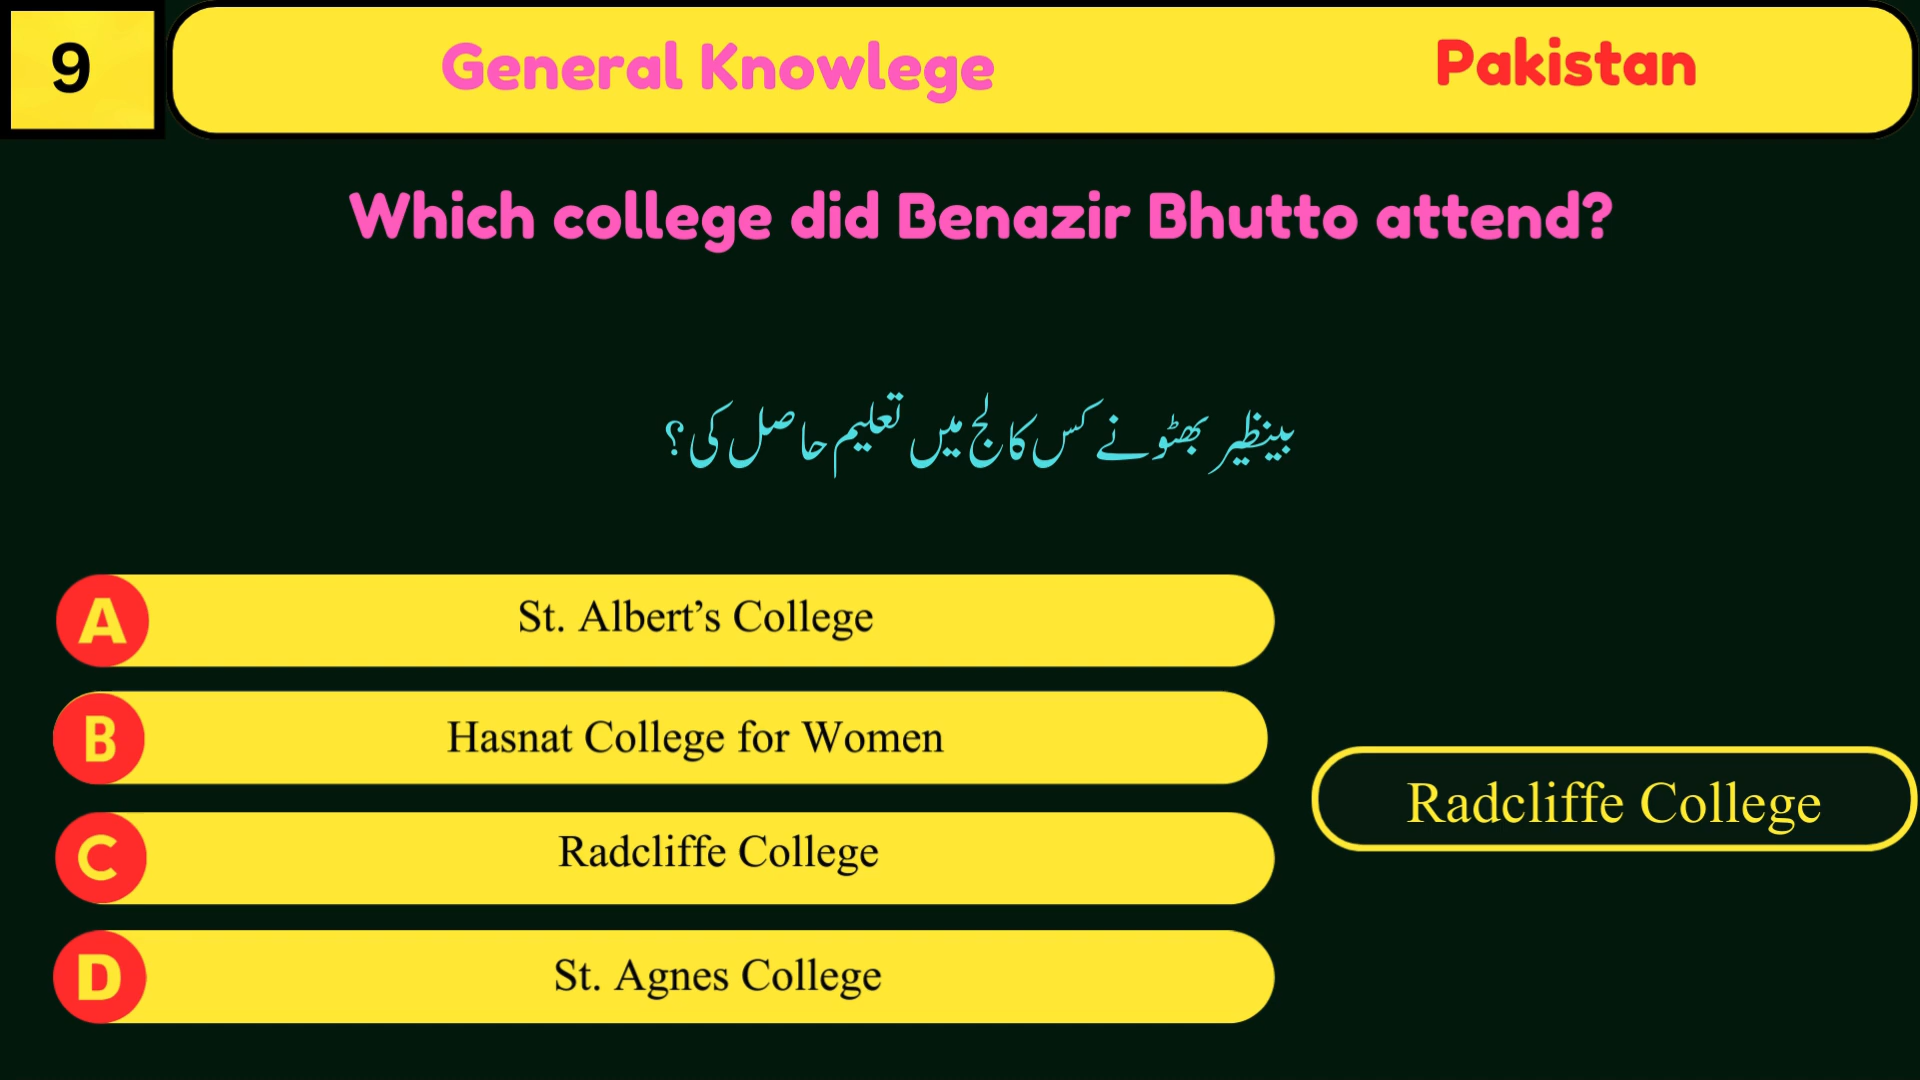 9
General Knowlege
Pakistan
Which college did Benazir Bhutto attend?
بینظیر بھٹو نے کس کالج میں تعلیم حاصل کی؟
A St. Albert’s College
B Hasnat College for Women
C Radcliffe College
Radcliffe College
D St. Agnes College